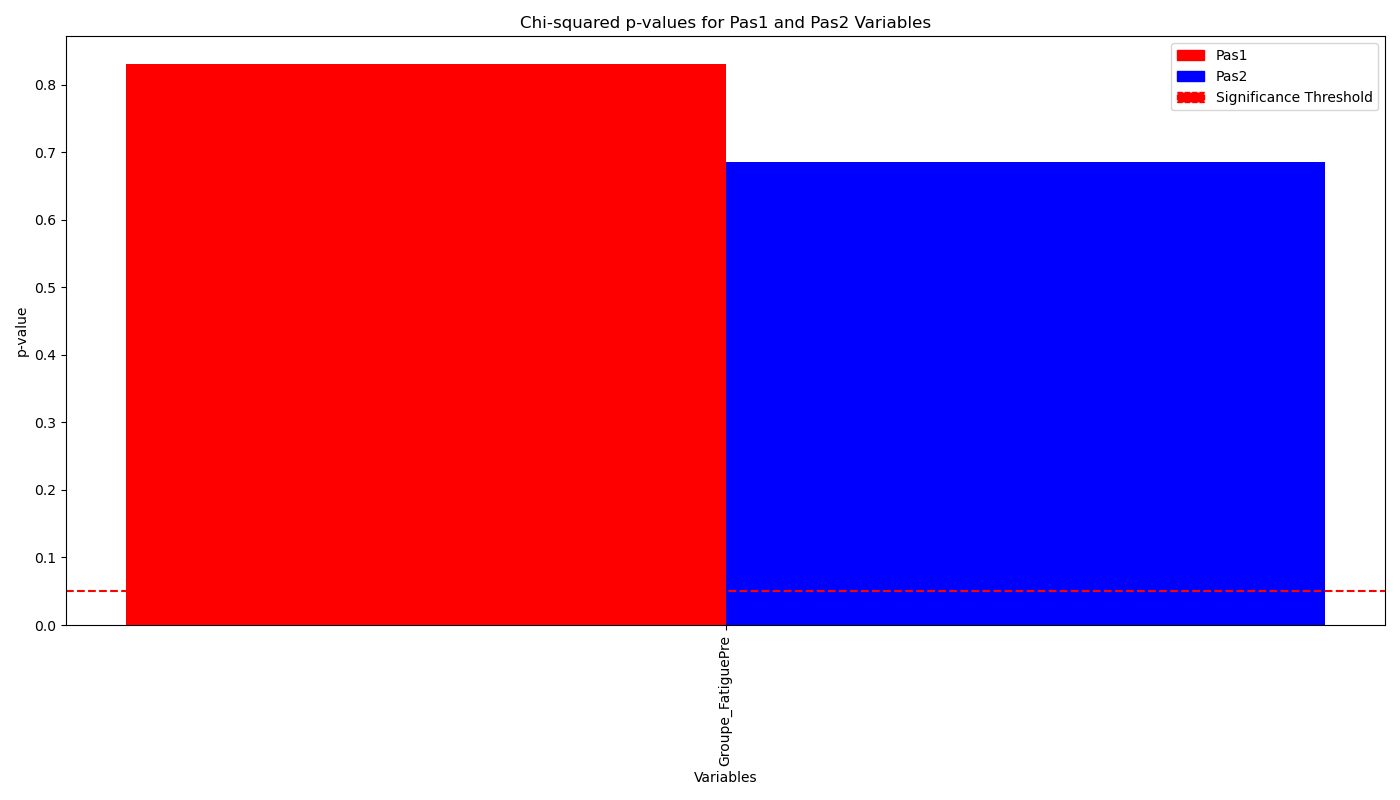 Chi-squared p-values for Pas1 and Pas2 Variables
Pas1
Pas2
Significance Threshold
0.8
0.7
0.6
0.5
0.4
0.3
0.2
0.1
0.0
p-value
Groupe_FatiguePre
Variables